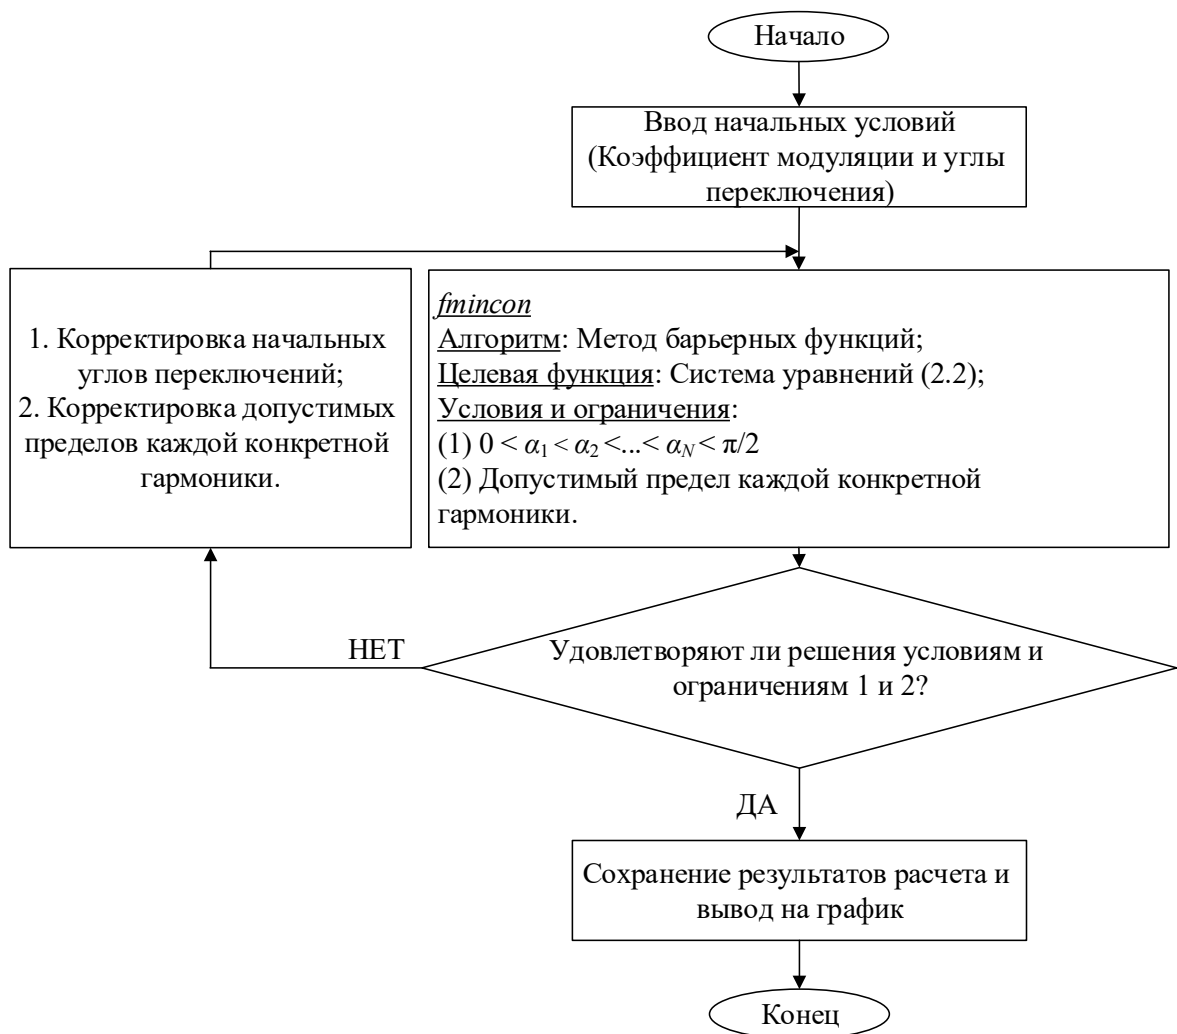 Начало
Ввод начальных условий
(Коэффициент модуляции и углы
переключения)
1. Корректировка начальных
углов переключений;
2. Корректировка допустимых
пределов каждой конкретной
гармоники.
fmincon
Алгоритм: Метод барьерных функций;
Целевая функция: Система уравнений (2.2);
Условия и ограничения:
(1) 0 < α₁ < α₂ <...< α_N < π/2
(2) Допустимый предел каждой конкретной
гармоники.
НЕТ
Удовлетворяют ли решения условиям и
ограничениям 1 и 2?
ДА
Сохранение результатов расчета и
вывод на график
Конец